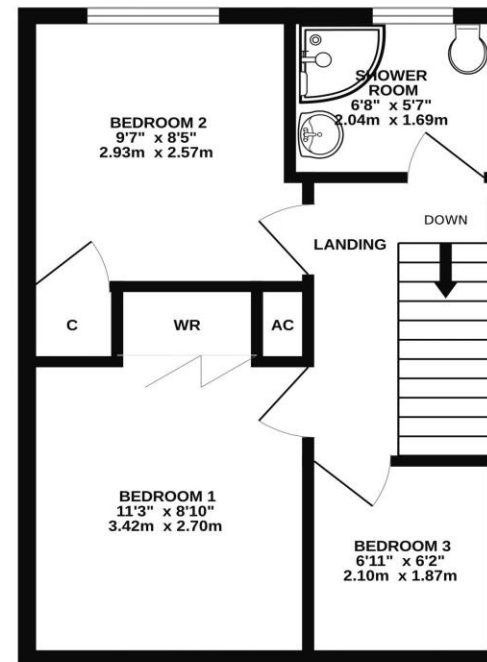 SHOWER
ROOM
6'8" x 5'7"
2.04m x 1.69m
BEDROOM 2
9'7" x 8'5"
2.93m x 2.57m
DOWN
LANDING
C
WR
AC
BEDROOM 1
11'3" x 8'10"
3.42m x 2.70m
BEDROOM 3
6'11" x 6'2"
2.10m x 1.87m